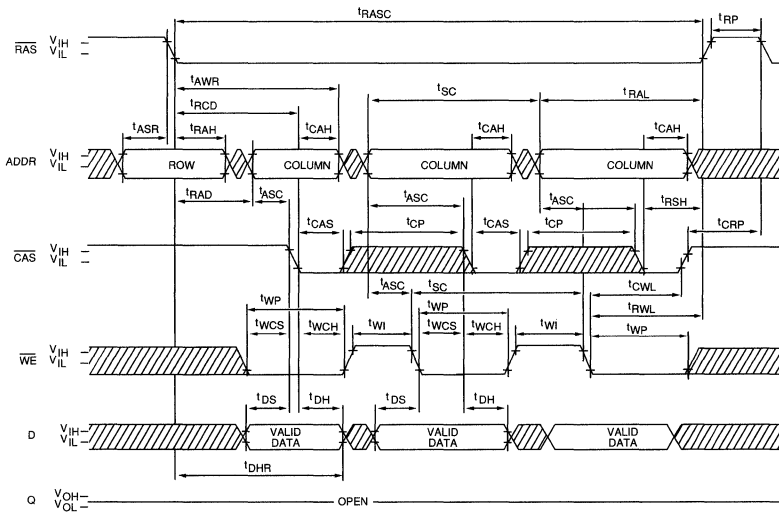 tRASC
tRP
RAS VIH VIL
tAWR
tSC
tRCD
tRAL
tASR tRAH tCAH tCAH tCAH
ADDR VIH VIL ROW COLUMN COLUMN COLUMN
tRAD tASC tASC tASC tRSH
tCAS tCP tCAS tCP tCRP
CAS VIH VIL
tASC tSC tCWL
tWP tWP tRWL
tWCS tWCH tWI tWCS tWCH tWI tWP
WE VIH VIL
tDS tDH tDS tDH
D VIH VIL VALID DATA VALID DATA VALID DATA
tDHR
Q VOH VOL OPEN